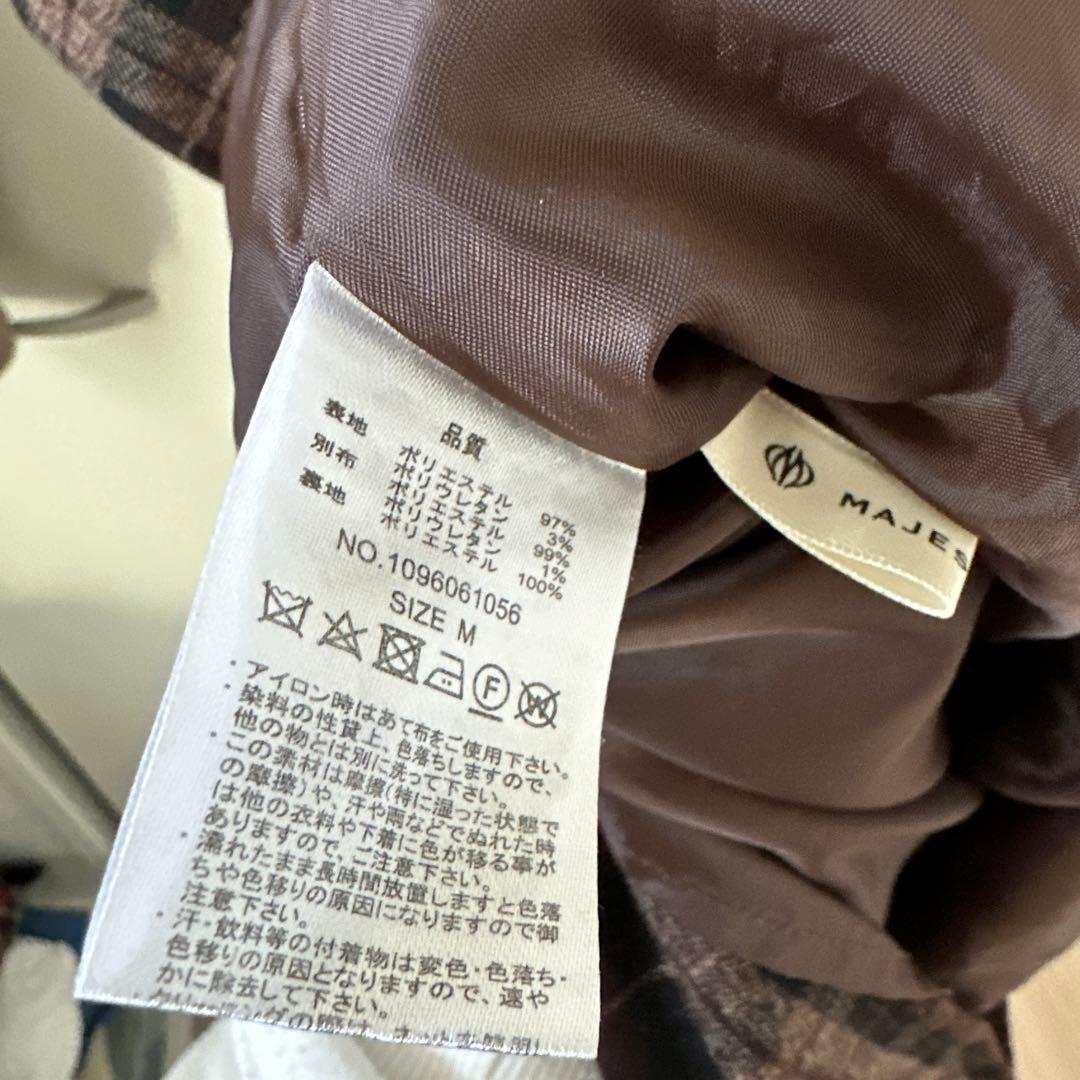 品質
表地 ポリエステル 97%
ポリウレタン 3%
別布 ポリエステル 99%
ポリウレタン 1%
裏地 ポリエステル 100%
NO.1096061056
SIZE M
F W
・アイロン時はあて布をご使用下さい。
・染料の性質上、色落ちしますので、
他の物とは別に洗って下さい。
・この素材は摩擦(特に湿った状態で
の摩擦)や、汗や雨などでぬれた時
は他の衣料や下着に色が移る事が
ありますので、ご注意下さい。
・濡れたまま長時間放置しますと色落
ちや色移りの原因になりますので御
注意下さい。
・汗・飲料等の付着物は変色・色落ち・
色移りの原因となりますので、速や
かに除去して下さい。
MAJES